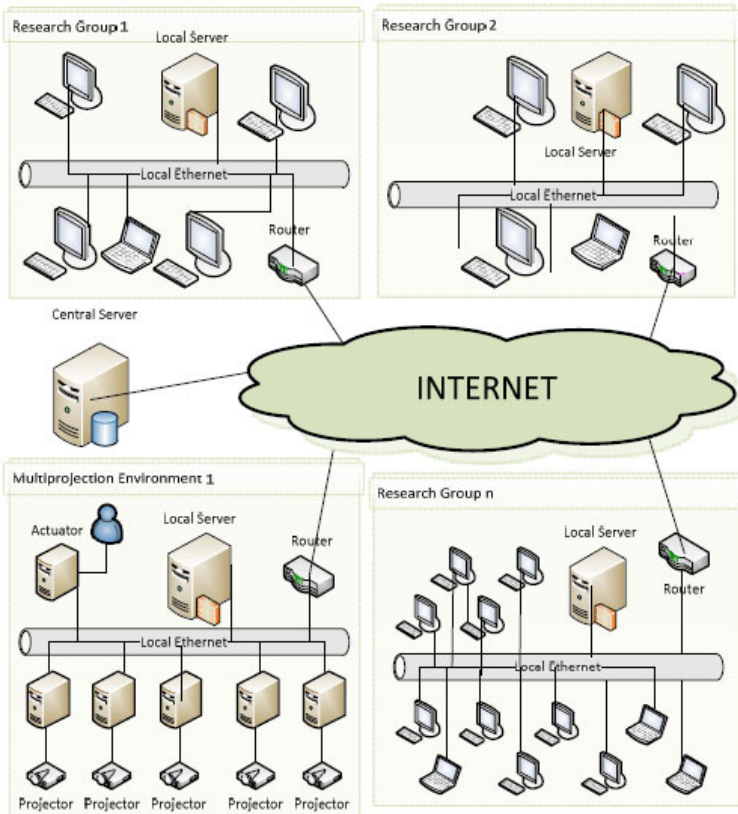 Research Group 1
Local Server
Local Ethernet
Router
Research Group 2
Local Server
Local Ethernet
Router
Central Server
INTERNET
Multiprojection Environment 1
Actuator
Local Server
Router
Local Ethernet
Projector Projector Projector Projector Projector
Research Group n
Local Server
Router
Local Ethernet